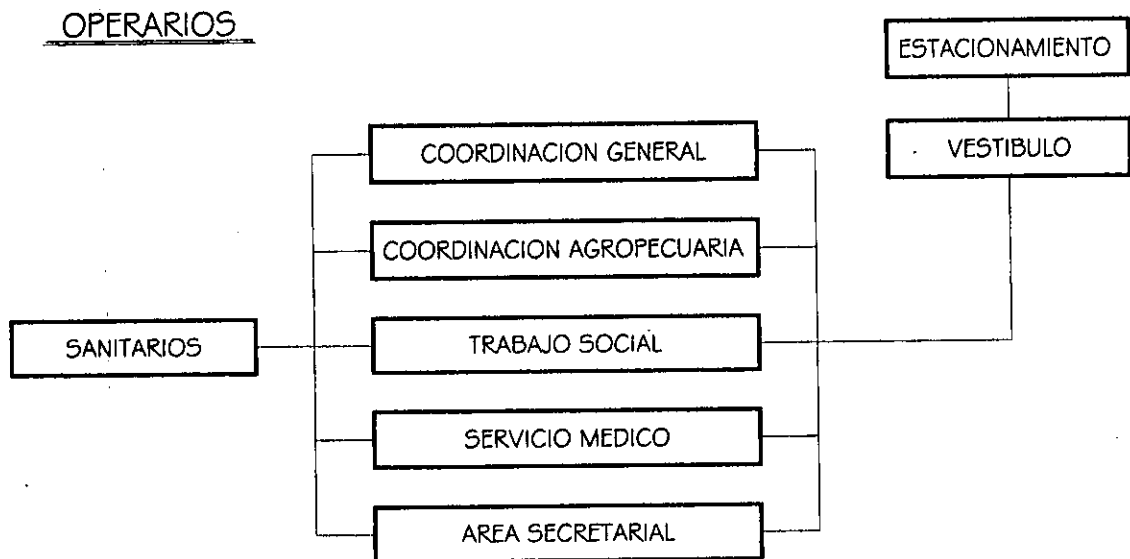 OPERARIOS
ESTACIONAMIENTO
VESTIBULO
COORDINACION GENERAL
COORDINACION AGROPECUARIA
SANITARIOS
TRABAJO SOCIAL
SERVICIO MEDICO
AREA SECRETARIAL